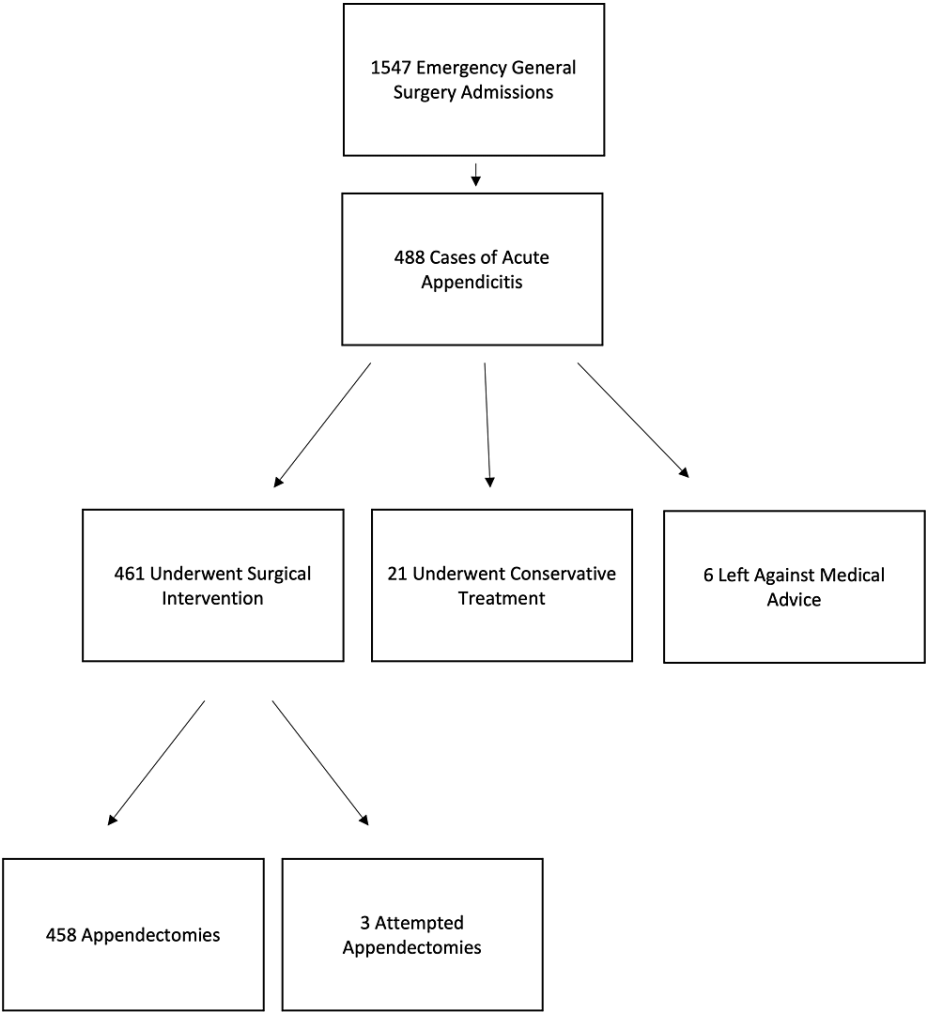 1547 Emergency General
Surgery Admissions
488 Cases of Acute
Appendicitis
461 Underwent Surgical
Intervention
21 Underwent Conservative
Treatment
6 Left Against Medical
Advice
458 Appendectomies
3 Attempted
Appendectomies